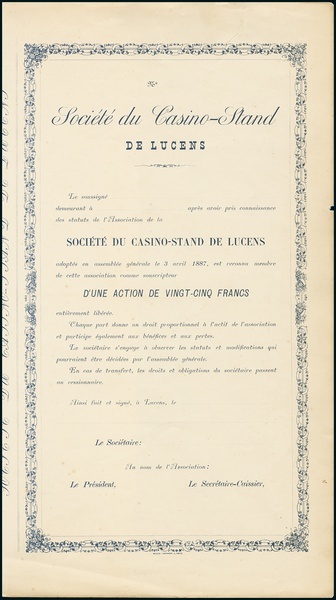 No
Société du Casino-Stand
DE LUCENS
Le soussigné
demeurant à après avoir pris connaissance
des statuts de l'Association de la
SOCIÉTÉ DU CASINO-STAND DE LUCENS
adoptés en assemblée générale le 3 avril 1887, est reconnu membre
de cette association comme souscripteur
D'UNE ACTION DE VINGT-CINQ FRANCS
entièrement libérée.
Chaque part donne un droit proportionnel à l'actif de l'association
et participe également aux bénéfices et aux pertes.
Le sociétaire s'engage à observer les statuts et modifications qui
pourraient être décidées par l'assemblée générale.
En cas de transfert, les droits et obligations du sociétaire passent
au cessionnaire.
Ainsi fait et signé, à Lucens, le
Le Sociétaire:
Au nom de l'Association:
Le Président, Le Secrétaire-Caissier,